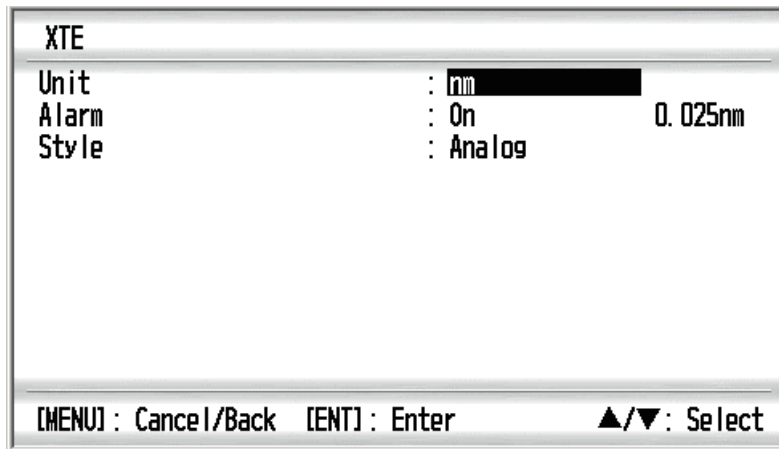 XTE
Unit : nm
Alarm : On 0.025nm
Style : Analog
[MENU]: Cancel/Back [ENT]: Enter ▲/▼: Select